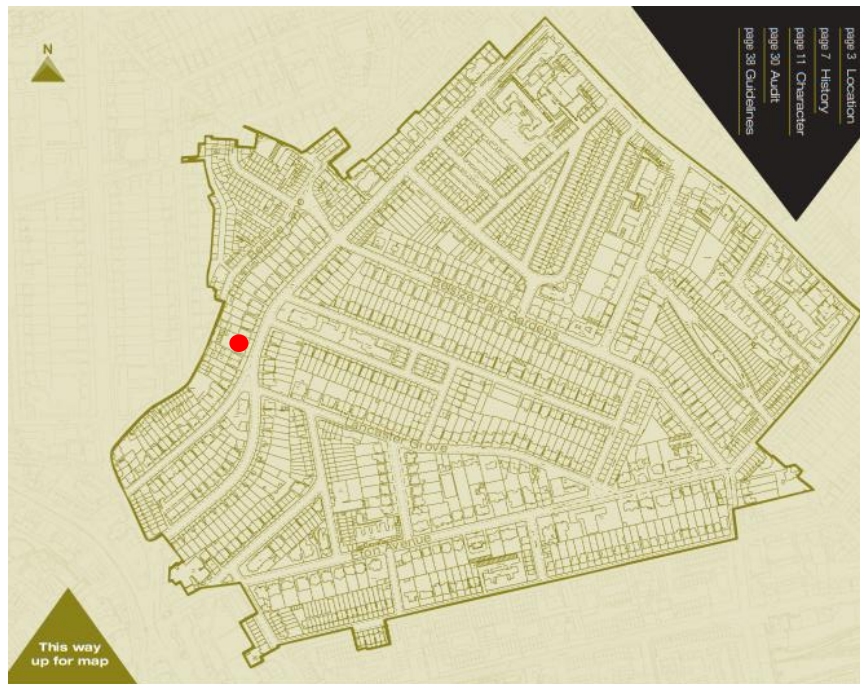 page 3 Location
page 7 History
page 11 Character
page 30 Audit
page 38 Guidelines
N
This way
up for map